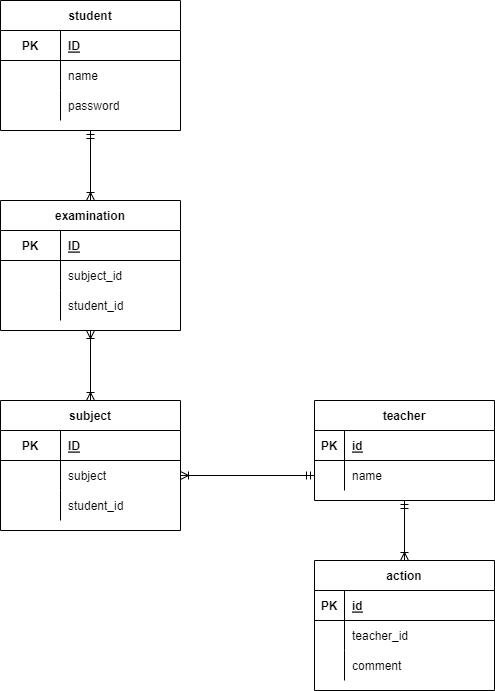 student
PK ID
name
password
examination
PK ID
subject_id
student_id
subject
PK ID
subject
student_id
teacher
PK id
name
action
PK id
teacher_id
comment